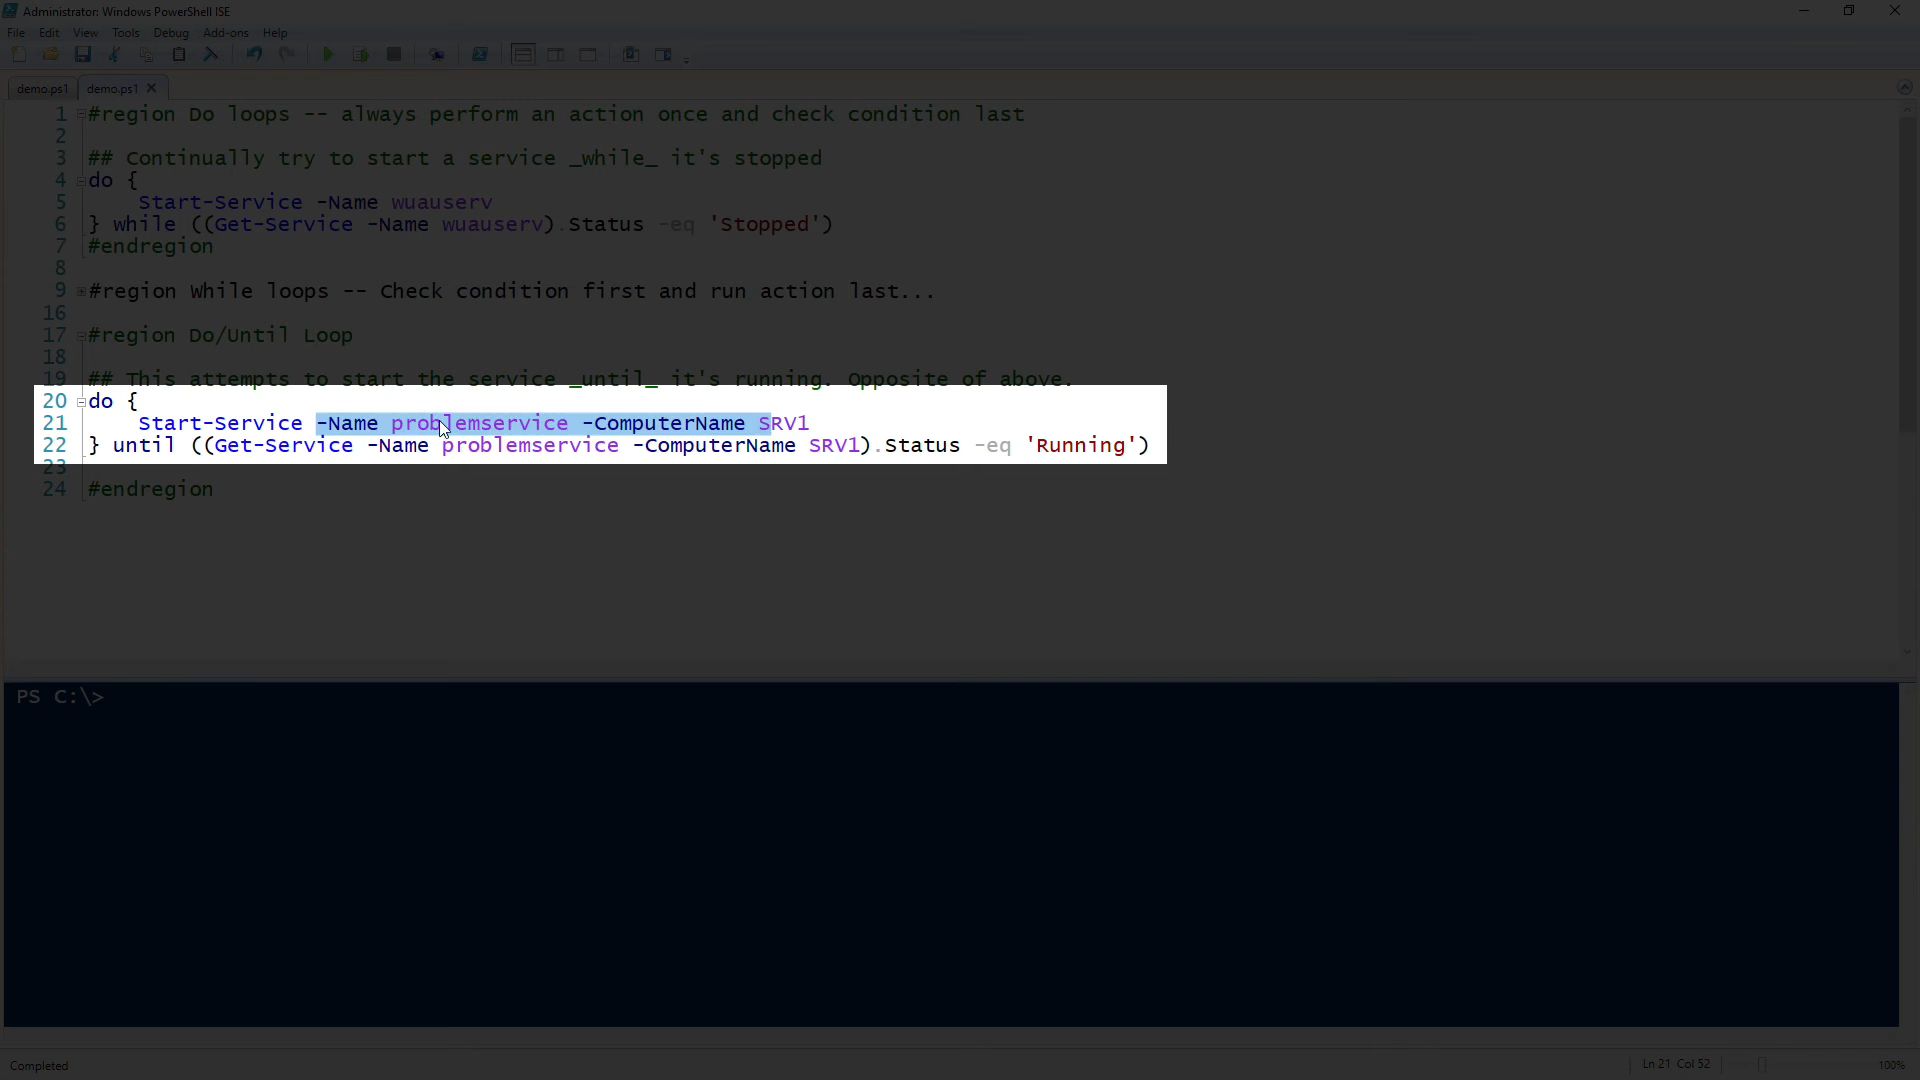 Administrator: Windows PowerShell ISE
File Edit View Tools Debug Add-ons Help
demo.ps1 demo.ps1
1 #region Do loops -- always perform an action once and check condition last
2
3 ## Continually try to start a service _while_ it's stopped
4 do {
5 Start-Service -Name wuauserv
6 } while ((Get-Service -Name wuauserv).Status -eq 'Stopped')
7 #endregion
8
9 #region While loops -- Check condition first and run action last...
16
17 #region Do/Until Loop
18
19 ## This attempts to start the service _until_ it's running. Opposite of above.
20 do {
21 Start-Service -Name problemservice -ComputerName SRV1
22 } until ((Get-Service -Name problemservice -ComputerName SRV1).Status -eq 'Running')
23
24 #endregion
PS C:\>
Completed Ln 21 Col 52 100%